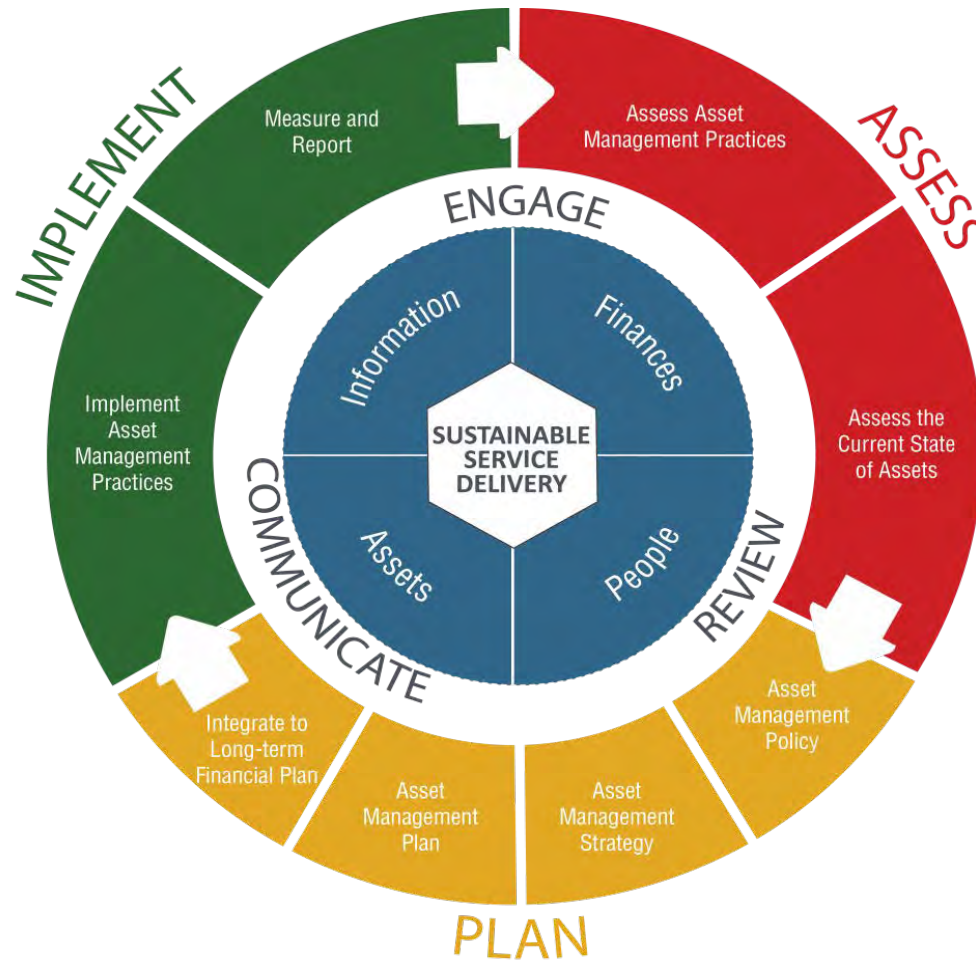 IMPLEMENT
ASSESS
PLAN
Measure and
Report
Assess Asset
Management Practices
Assess the
Current State
of Assets
Asset
Management
Policy
Asset
Management
Strategy
Asset
Management
Plan
Integrate to
Long-term
Financial Plan
Implement
Asset
Management
Practices
ENGAGE
REVIEW
COMMUNICATE
Information
Finances
People
Assets
SUSTAINABLE
SERVICE
DELIVERY